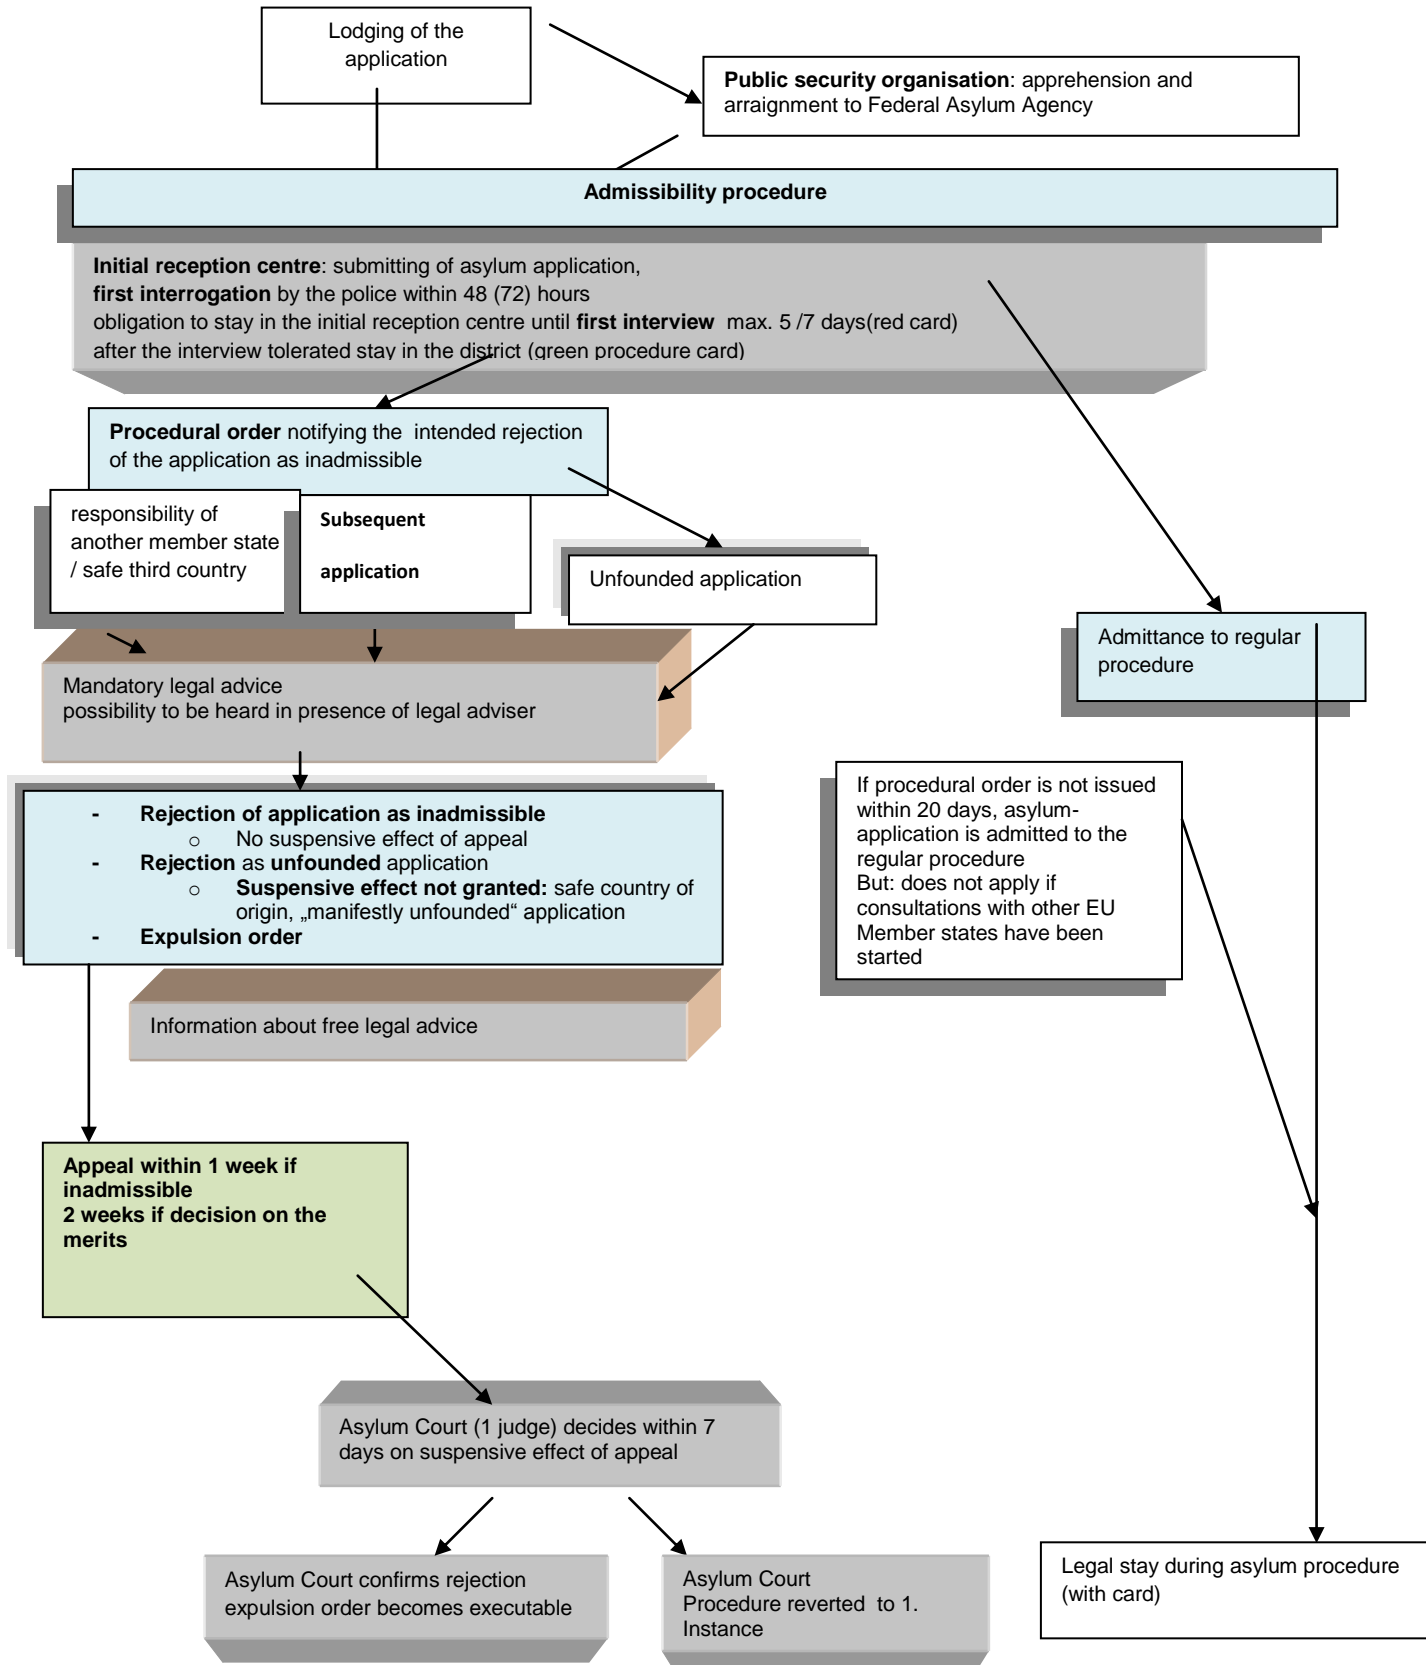 Lodging of the
application
Public security organisation: apprehension and
arraignment to Federal Asylum Agency
Admissibility procedure
Initial reception centre: submitting of asylum application,
first interrogation by the police within 48 (72) hours
obligation to stay in the initial reception centre until first interview  max. 5 /7 days(red card)
after the interview tolerated stay in the district (green procedure card)
Procedural order notifying the  intended rejection
of the application as inadmissible
responsibility of
another member state
/ safe third country
Subsequent
application
Unfounded application
Admittance to regular
procedure
Mandatory legal advice
possibility to be heard in presence of legal adviser
If procedural order is not issued
within 20 days, asylum-
application is admitted to the
regular procedure
But: does not apply if
consultations with other EU
Member states have been
started
- Rejection of application as inadmissible
o No suspensive effect of appeal
- Rejection as unfounded application
o Suspensive effect not granted: safe country of
origin, „manifestly unfounded“ application
- Expulsion order
Information about free legal advice
Appeal within 1 week if
inadmissible
2 weeks if decision on the
merits
Asylum Court (1 judge) decides within 7
days on suspensive effect of appeal
Asylum Court confirms rejection
expulsion order becomes executable
Asylum Court
Procedure reverted  to 1.
Instance
Legal stay during asylum procedure
(with card)